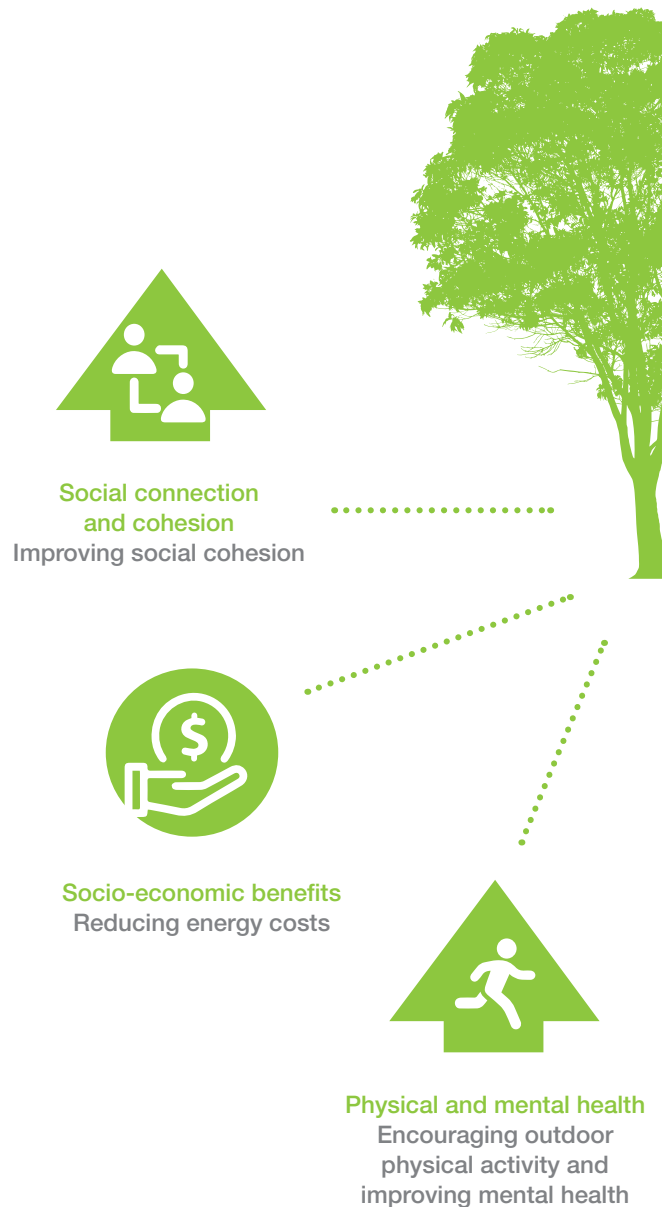 Social connection
and cohesion
Improving social cohesion
$
Socio-economic benefits
Reducing energy costs
Physical and mental health
Encouraging outdoor
physical activity and
improving mental health